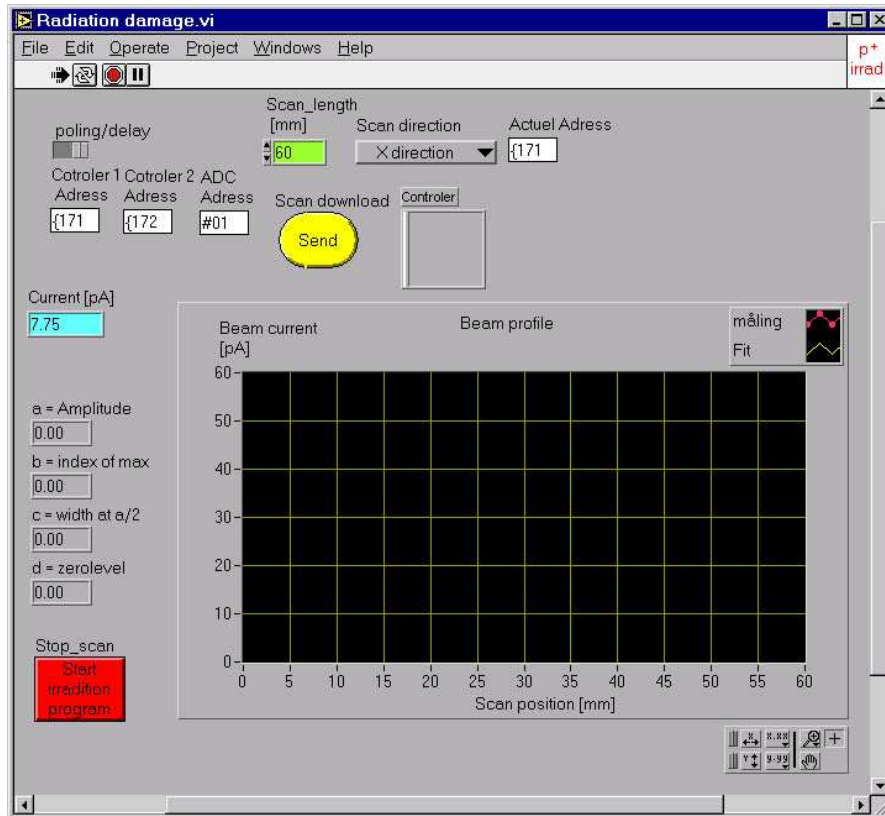 Radiation damage.vi
File Edit Operate Project Windows Help
p+
irrad
Scan_length
[mm]
60
Scan direction
X direction
Actuel Adress
{171
poling/delay
Cotroler 1 Cotroler 2 ADC
Adress Adress Adress
{171 {172 #01
Scan download
Send
Controler
Current [pA]
7.75
Beam current
[pA]
Beam profile
måling
Fit
60
50
40
30
20
10
0
0 5 10 15 20 25 30 35 40 45 50 55 60
Scan position [mm]
a = Amplitude
0.00
b = index of max
0.00
c = width at a/2
0.00
d = zerolevel
0.00
Stop_scan
Start
irradition
program
X X.XX
Y Y.YY